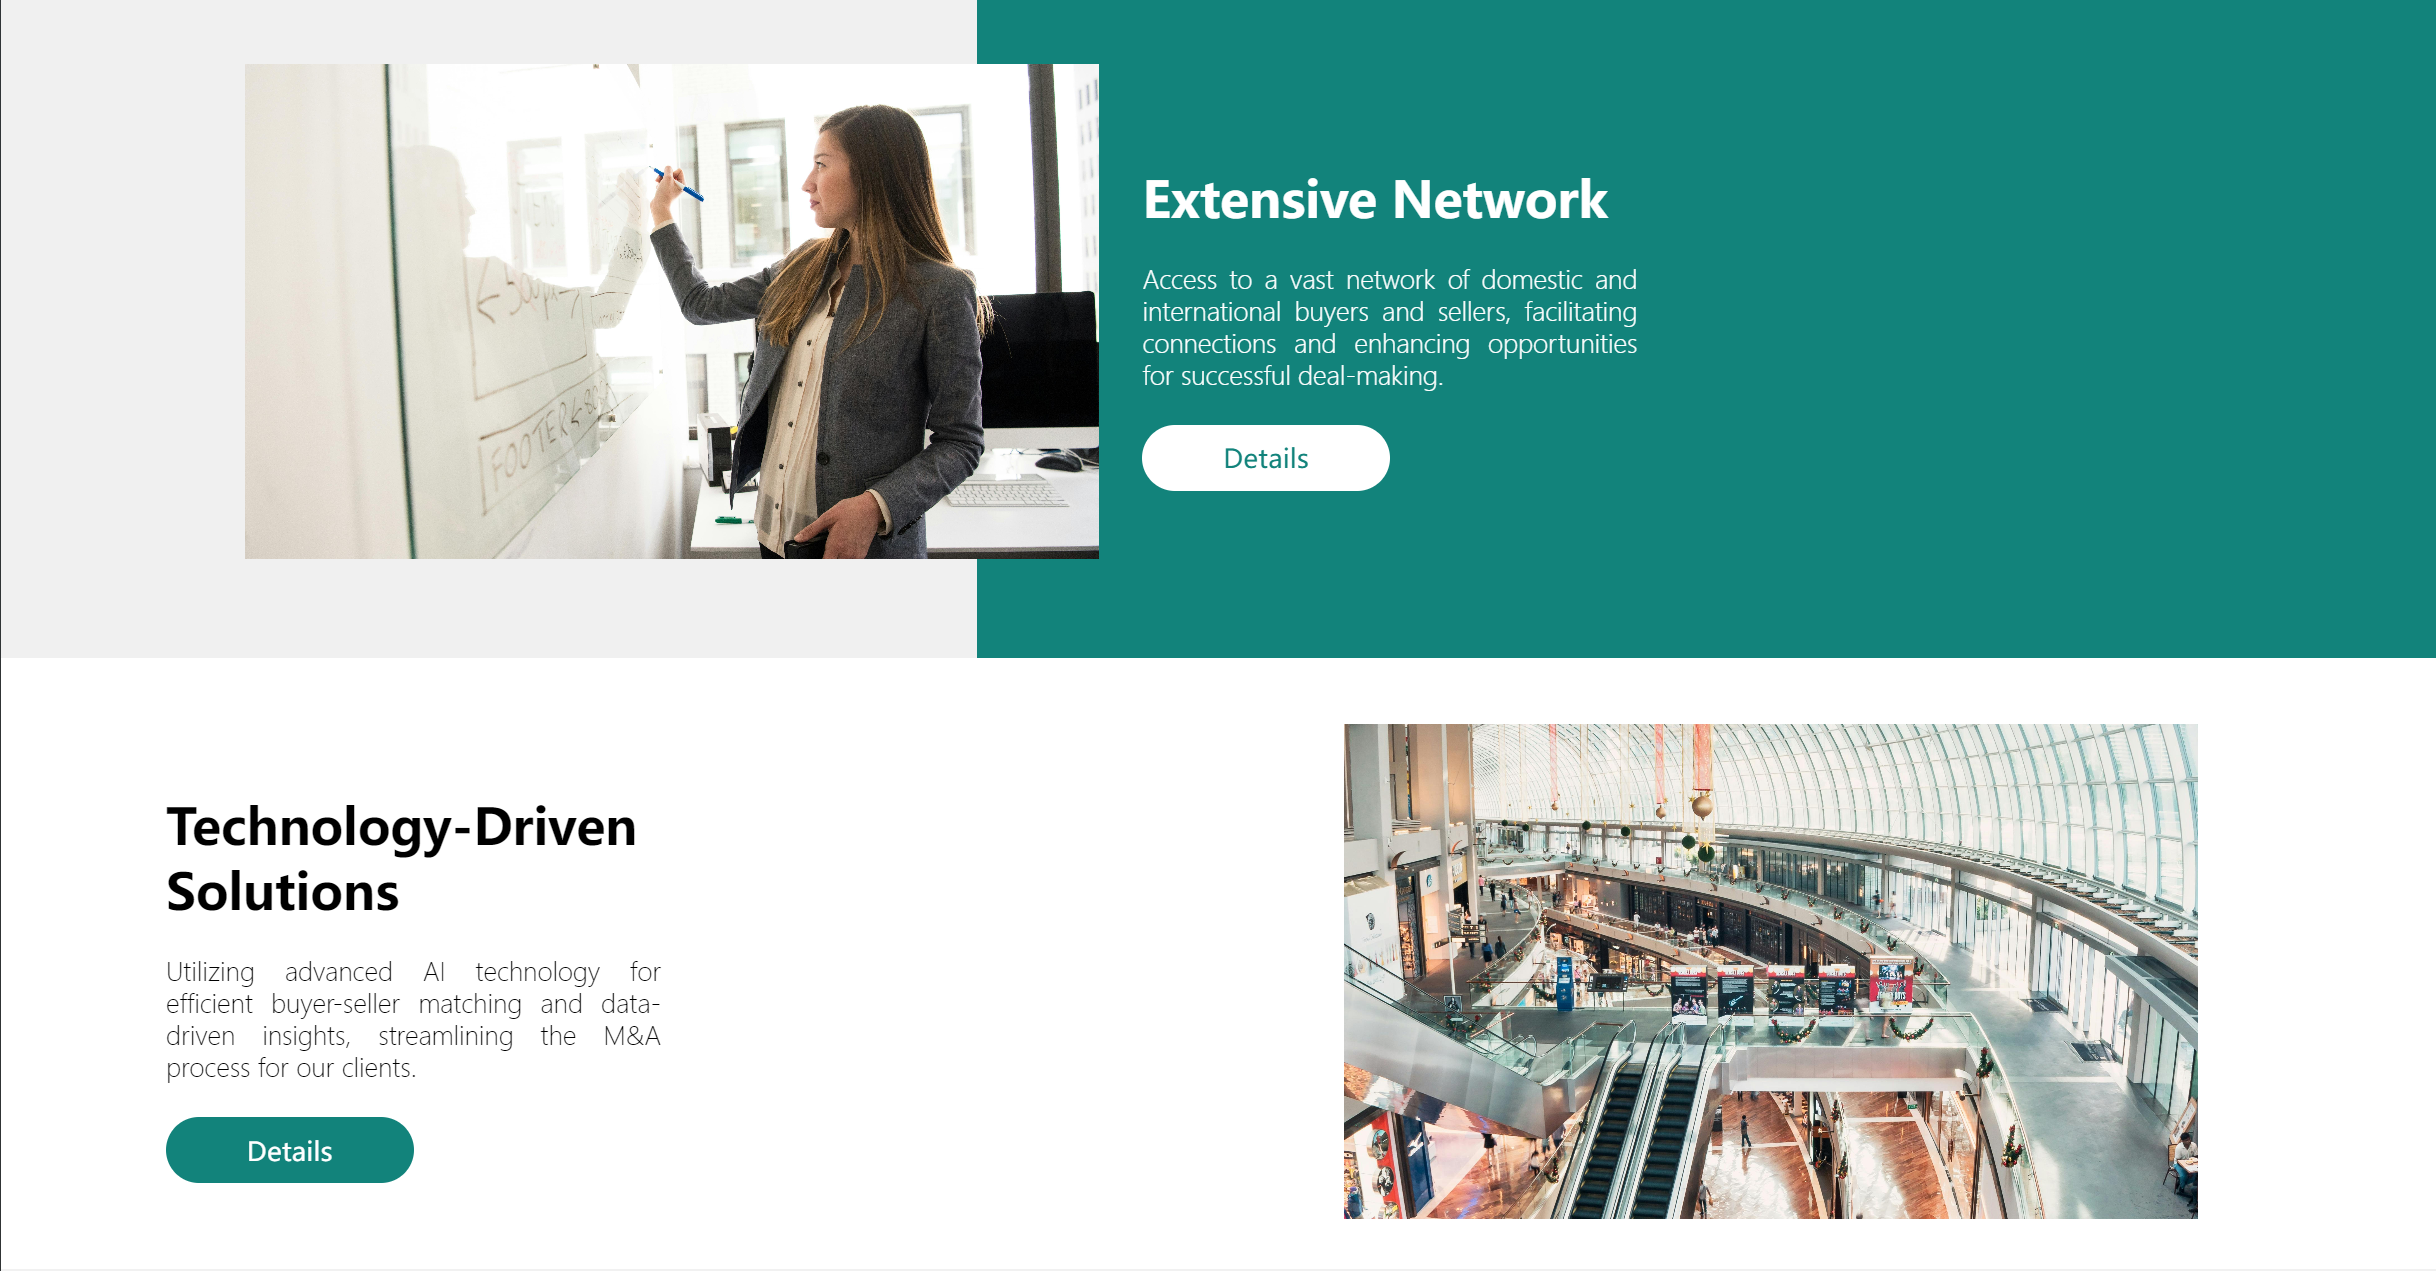 Extensive Network
Access to a vast network of domestic and
international buyers and sellers, facilitating
connections and enhancing opportunities
for successful deal-making.
Details
FOOTER
Technology-Driven
Solutions
Utilizing advanced AI technology for
efficient buyer-seller matching and data-
driven insights, streamlining the M&A
process for our clients.
Details